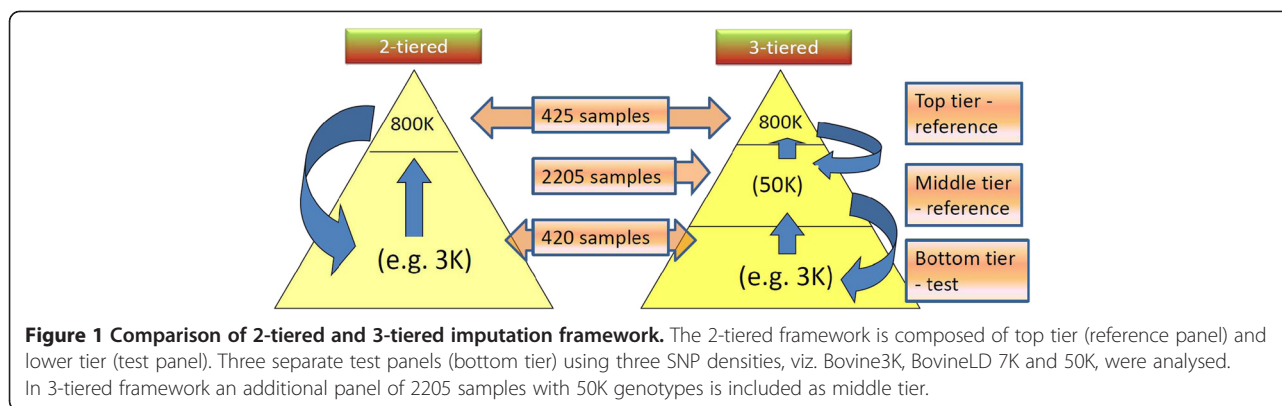 2-tiered
3-tiered
800K
425 samples
800K
Top tier -
reference
2205 samples
(50K)
Middle tier
- reference
420 samples
(e.g. 3K)
(e.g. 3K)
Bottom tier
- test
Figure 1 Comparison of 2-tiered and 3-tiered imputation framework. The 2-tiered framework is composed of top tier (reference panel) and
lower tier (test panel). Three separate test panels (bottom tier) using three SNP densities, viz. Bovine3K, BovineLD 7K and 50K, were analysed.
In 3-tiered framework an additional panel of 2205 samples with 50K genotypes is included as middle tier.